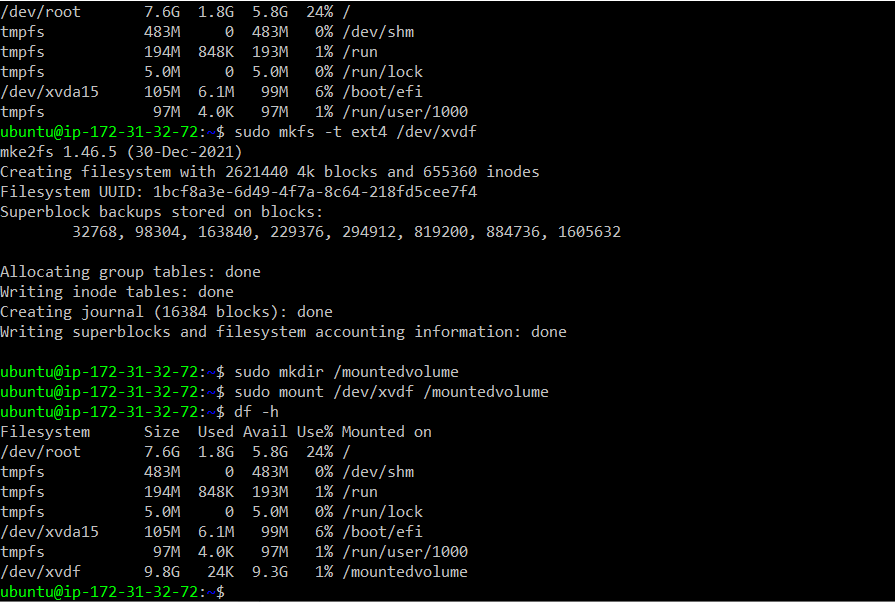 /dev/root       7.6G  1.8G  5.8G  24% /
tmpfs           483M     0  483M   0% /dev/shm
tmpfs           194M  848K  193M   1% /run
tmpfs           5.0M     0  5.0M   0% /run/lock
/dev/xvda15     105M  6.1M   99M   6% /boot/efi
tmpfs            97M  4.0K   97M   1% /run/user/1000
ubuntu@ip-172-31-32-72:~$ sudo mkfs -t ext4 /dev/xvdf
mke2fs 1.46.5 (30-Dec-2021)
Creating filesystem with 2621440 4k blocks and 655360 inodes
Filesystem UUID: 1bcf8a3e-6d49-4f7a-8c64-218fd5cee7f4
Superblock backups stored on blocks:
        32768, 98304, 163840, 229376, 294912, 819200, 884736, 1605632
Allocating group tables: done
Writing inode tables: done
Creating journal (16384 blocks): done
Writing superblocks and filesystem accounting information: done
ubuntu@ip-172-31-32-72:~$ sudo mkdir /mountedvolume
ubuntu@ip-172-31-32-72:~$ sudo mount /dev/xvdf /mountedvolume
ubuntu@ip-172-31-32-72:~$ df -h
Filesystem      Size  Used Avail Use% Mounted on
/dev/root       7.6G  1.8G  5.8G  24% /
tmpfs           483M     0  483M   0% /dev/shm
tmpfs           194M  848K  193M   1% /run
tmpfs           5.0M     0  5.0M   0% /run/lock
/dev/xvda15     105M  6.1M   99M   6% /boot/efi
tmpfs            97M  4.0K   97M   1% /run/user/1000
/dev/xvdf       9.8G   24K  9.3G   1% /mountedvolume
ubuntu@ip-172-31-32-72:~$